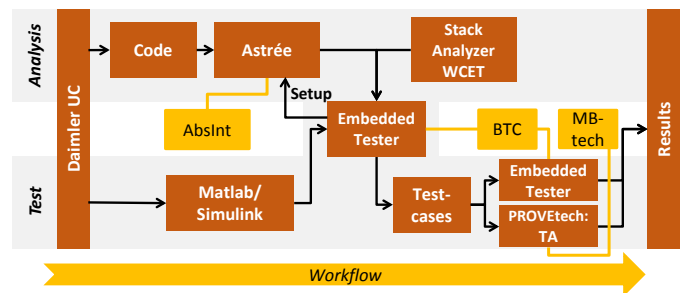 Analysis
Daimler UC
Code
Astrée
Stack
Analyzer
WCET
Setup
AbsInt
Embedded
Tester
BTC
MB-
tech
Results
Test
Matlab/
Simulink
Test-
cases
Embedded
Tester
PROVEtech:
TA
Workflow